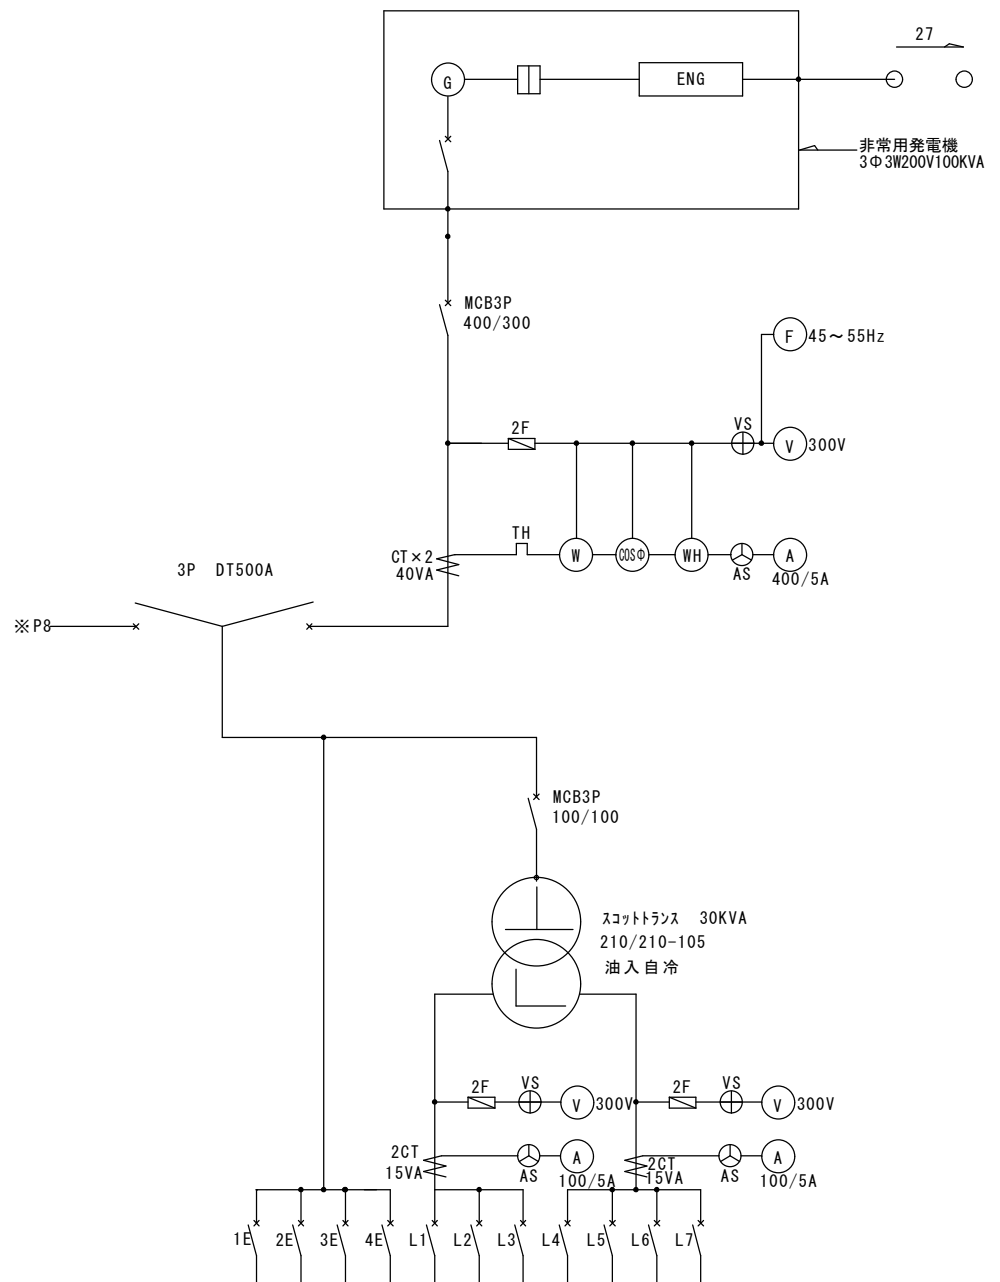 27
G
ENG
非常用発電機
3Φ3W200V100KVA
MCB3P
400/300
F
45～55Hz
2F
VS
V
300V
TH
CT×2
40VA
W
COSΦ
WH
AS
A
400/5A
3P DT500A
※P8
MCB3P
100/100
スコットトランス 30KVA
210/210-105
油入自冷
2F
VS
V
300V
2F
VS
V
300V
2CT
15VA
AS
A
100/5A
2CT
15VA
AS
A
100/5A
1E
2E
3E
4E
L1
L2
L3
L4
L5
L6
L7